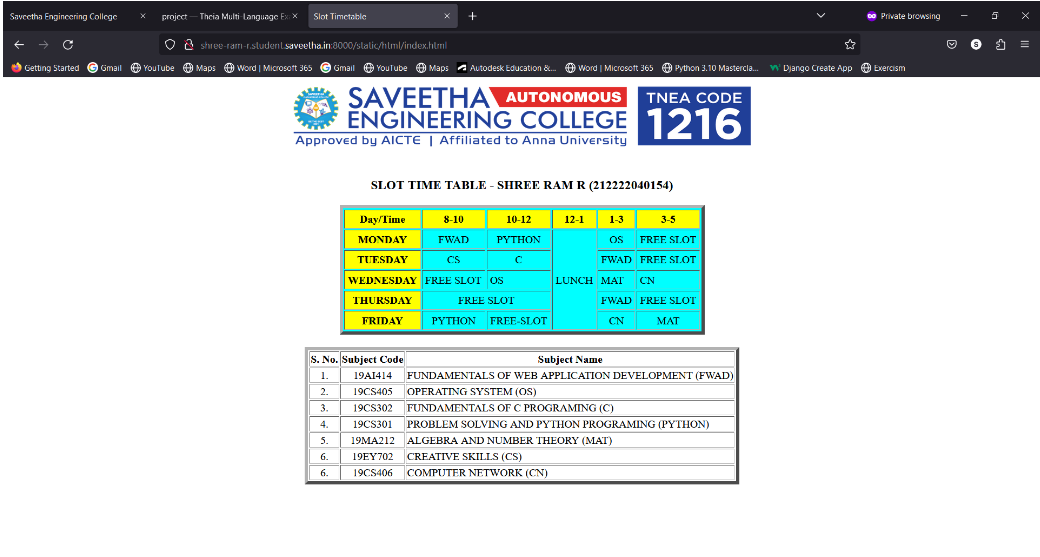 Saveetha Engineering College × project — Theia Multi-Language Ex × Slot Timetable × + Private browsing
shree-ram-r.student.saveetha.in:8000/static/html/index.html
Getting Started Gmail YouTube Maps Word | Microsoft 365 Gmail YouTube Maps Autodesk Education &... Word | Microsoft 365 Python 3.10 Mastercla... Django Create App Exercism
SAVEETHA AUTONOMOUS
ENGINEERING COLLEGE
Approved by AICTE | Affiliated to Anna University
TNEA CODE
1216
SLOT TIME TABLE - SHREE RAM R (212222040154)
Day/Time 8-10 10-12 12-1 1-3 3-5
MONDAY FWAD PYTHON OS FREE SLOT
TUESDAY CS C FWAD FREE SLOT
WEDNESDAY FREE SLOT OS LUNCH MAT CN
THURSDAY FREE SLOT FWAD FREE SLOT
FRIDAY PYTHON FREE-SLOT CN MAT
S. No. Subject Code Subject Name
1. 19AI414 FUNDAMENTALS OF WEB APPLICATION DEVELOPMENT (FWAD)
2. 19CS405 OPERATING SYSTEM (OS)
3. 19CS302 FUNDAMENTALS OF C PROGRAMING (C)
4. 19CS301 PROBLEM SOLVING AND PYTHON PROGRAMING (PYTHON)
5. 19MA212 ALGEBRA AND NUMBER THEORY (MAT)
6. 19EY702 CREATIVE SKILLS (CS)
6. 19CS406 COMPUTER NETWORK (CN)